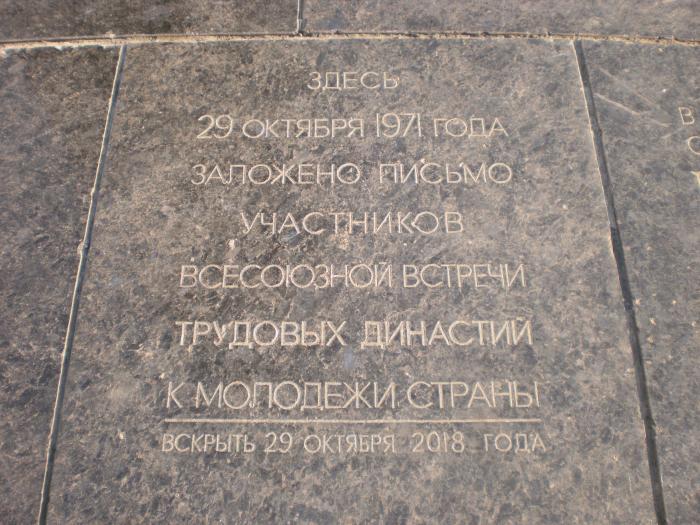 ЗДЕСЬ
29 ОКТЯБРЯ 1971 ГОДА
ЗАЛОЖЕНО ПИСЬМО
УЧАСТНИКОВ
ВСЕСОЮЗНОЙ ВСТРЕЧИ
ТРУДОВЫХ ДИНАСТИЙ
К МОЛОДЕЖИ СТРАНЫ
ВСКРЫТЬ 29 ОКТЯБРЯ 2018 ГОДА